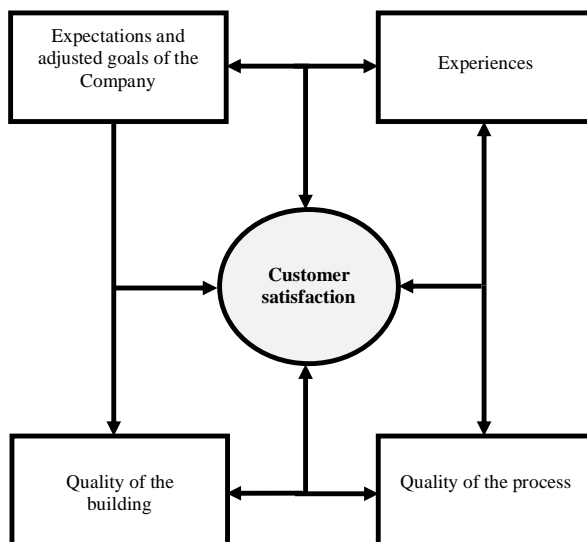 Expectations and
adjusted goals of the
Company
Experiences
Customer
satisfaction
Quality of the
building
Quality of the process